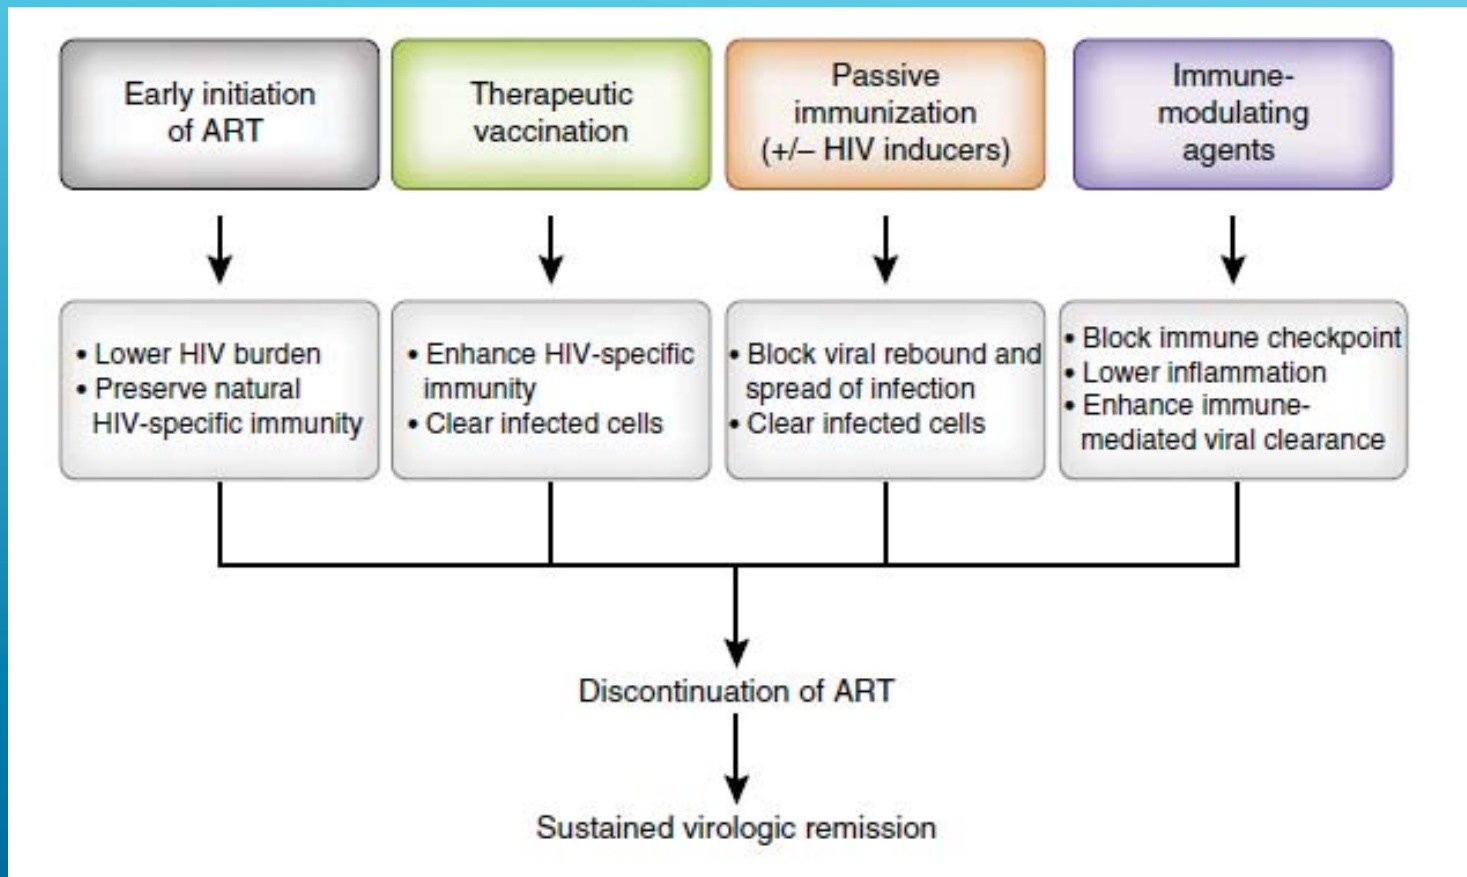 Early initiation
of ART
Therapeutic
vaccination
Passive
immunization
(+/– HIV inducers)
Immune-
modulating
agents
• Lower HIV burden
• Preserve natural
HIV-specific immunity
• Enhance HIV-specific
immunity
• Clear infected cells
• Block viral rebound and
spread of infection
• Clear infected cells
• Block immune checkpoint
• Lower inflammation
• Enhance immune-
mediated viral clearance
Discontinuation of ART
Sustained virologic remission